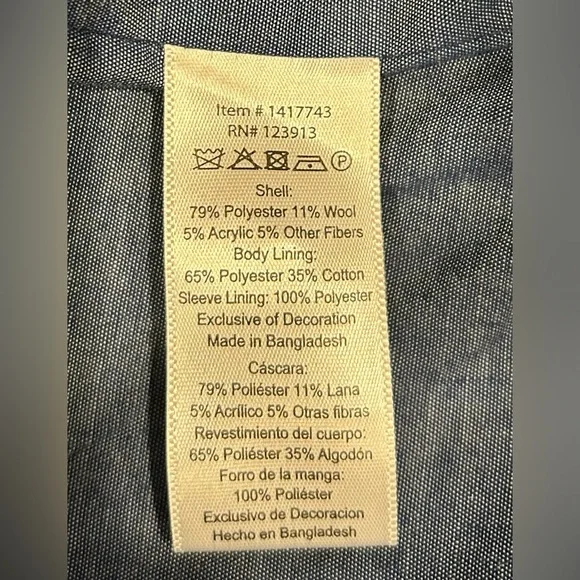 Item # 1417743
RN# 123913
P
Shell:
79% Polyester 11% Wool
5% Acrylic 5% Other Fibers
Body Lining:
65% Polyester 35% Cotton
Sleeve Lining: 100% Polyester
Exclusive of Decoration
Made in Bangladesh
Cáscara:
79% Poliéster 11% Lana
5% Acrílico 5% Otras fibras
Revestimiento del cuerpo:
65% Poliéster 35% Algodón
Forro de la manga:
100% Poliéster
Exclusivo de Decoracion
Hecho en Bangladesh